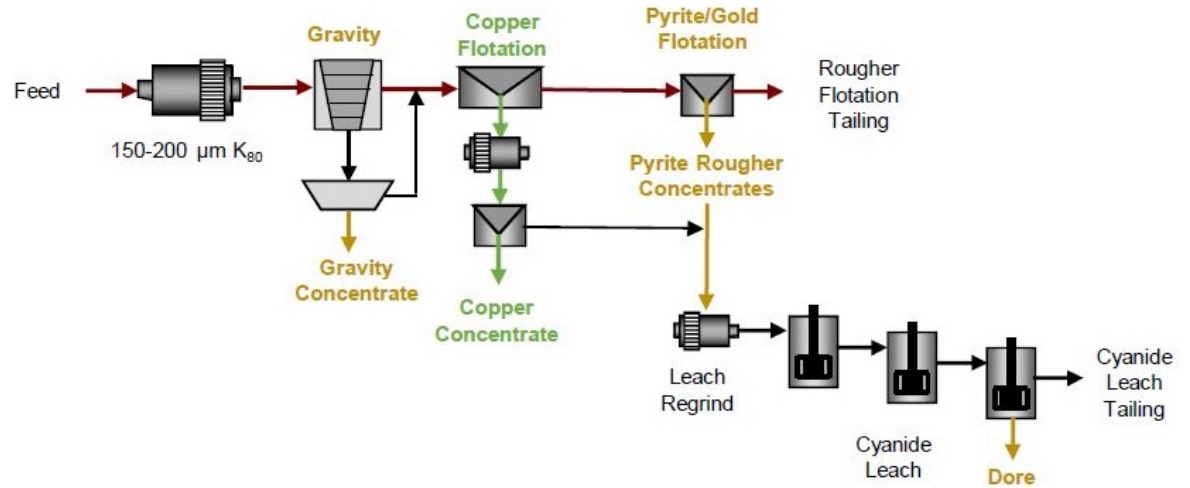 Feed
150-200 µm K80
Gravity
Gravity
Concentrate
Copper
Flotation
Copper
Concentrate
Pyrite/Gold
Flotation
Rougher
Flotation
Tailing
Pyrite Rougher
Concentrates
Leach
Regrind
Cyanide
Leach
Dore
Cyanide
Leach
Tailing